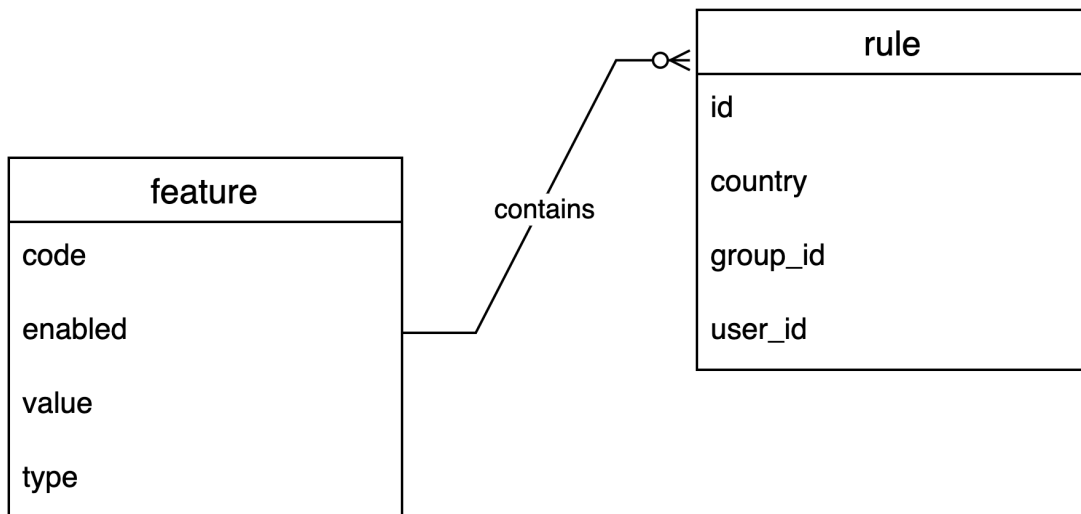 feature
code
enabled
value
type
contains
rule
id
country
group_id
user_id